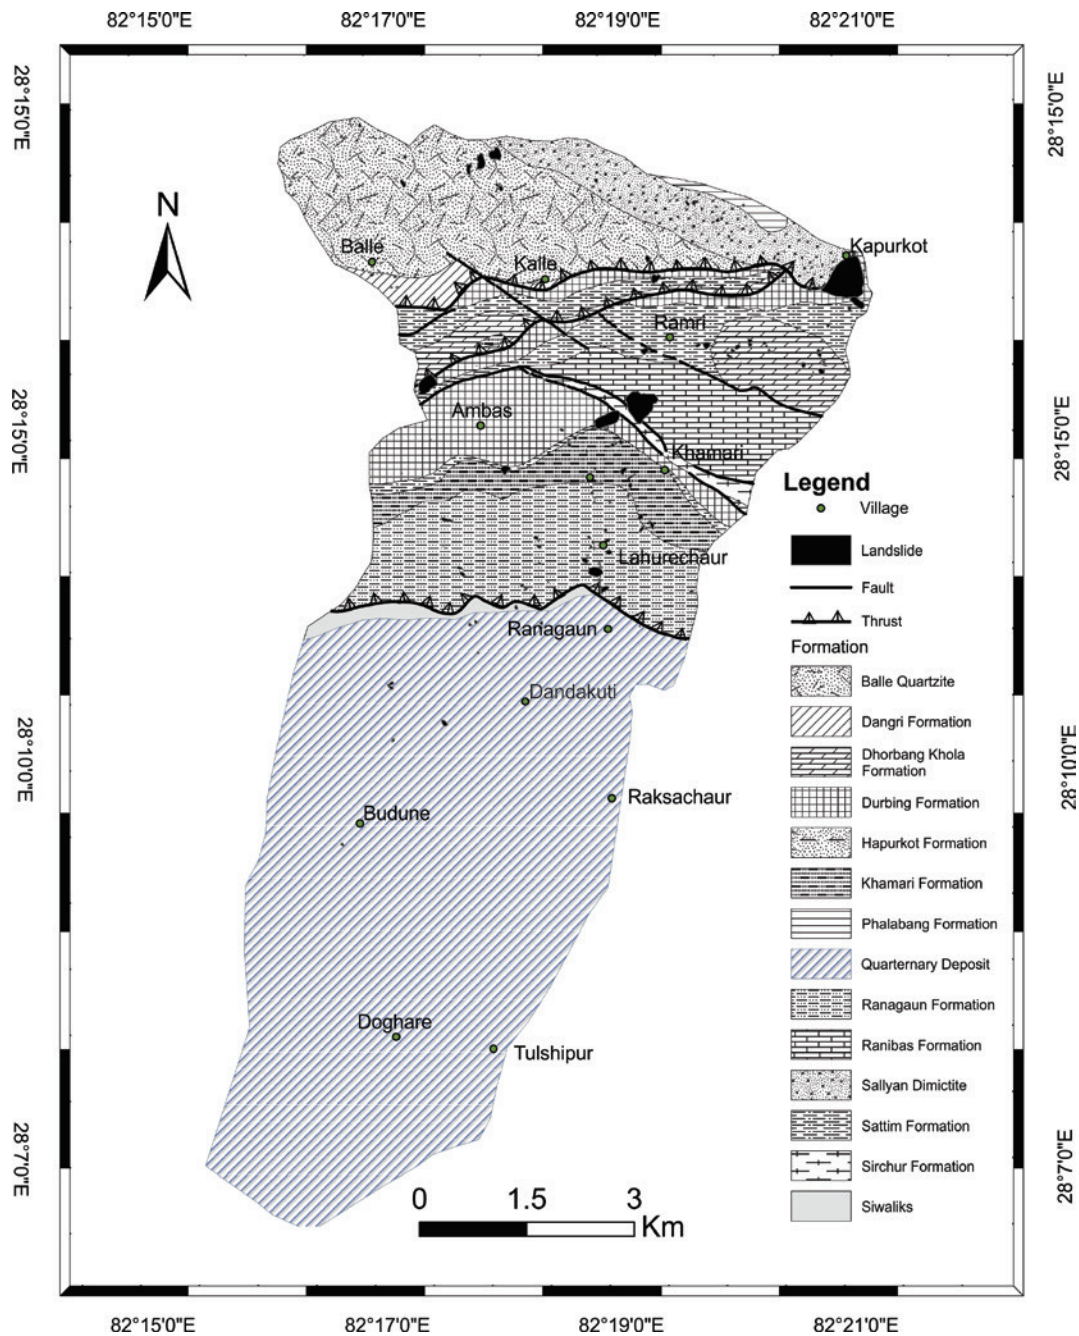 82°15'0"E 82°17'0"E 82°19'0"E 82°21'0"E
28°15'0"E
28°15'0"E
N
Balle
Kalle
Kapurkot
Ramri
28°15'0"E
28°15'0"E
Ambas
Khamari
Lahurechaur
Ranagaun
Dandakuti
28°10'0"E
28°10'0"E
Raksachaur
Budune
Doghare
Tulshipur
28°7'0"E
28°7'0"E
Legend
Village
Landslide
Fault
Thrust
Formation
Balle Quartzite
Dangri Formation
Dhorbang Khola
Formation
Durbing Formation
Hapurkot Formation
Khamari Formation
Phalabang Formation
Quarternary Deposit
Ranagaun Formation
Ranibas Formation
Sallyan Dimictite
Sattim Formation
Sirchur Formation
Siwaliks
0 1.5 3
Km
82°15'0"E 82°17'0"E 82°19'0"E 82°21'0"E